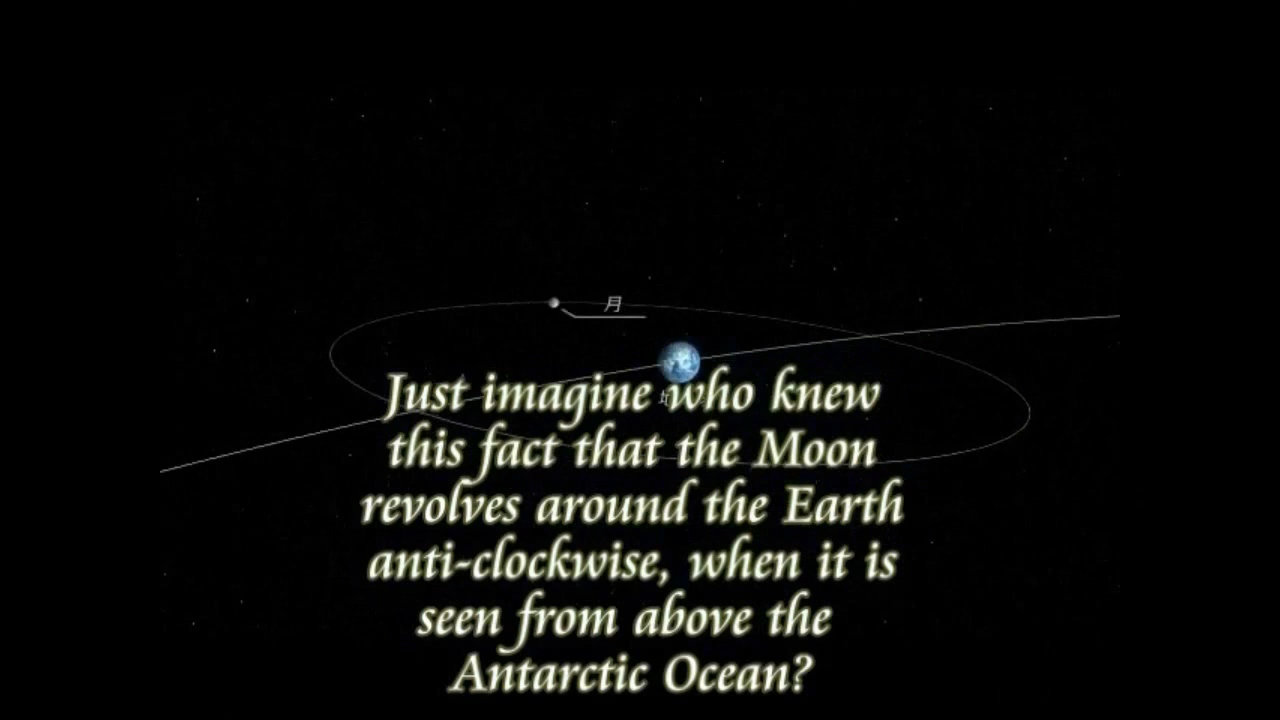 月
Just imagine who knew
this fact that the Moon
revolves around the Earth
anti-clockwise, when it is
seen from above the
Antarctic Ocean?